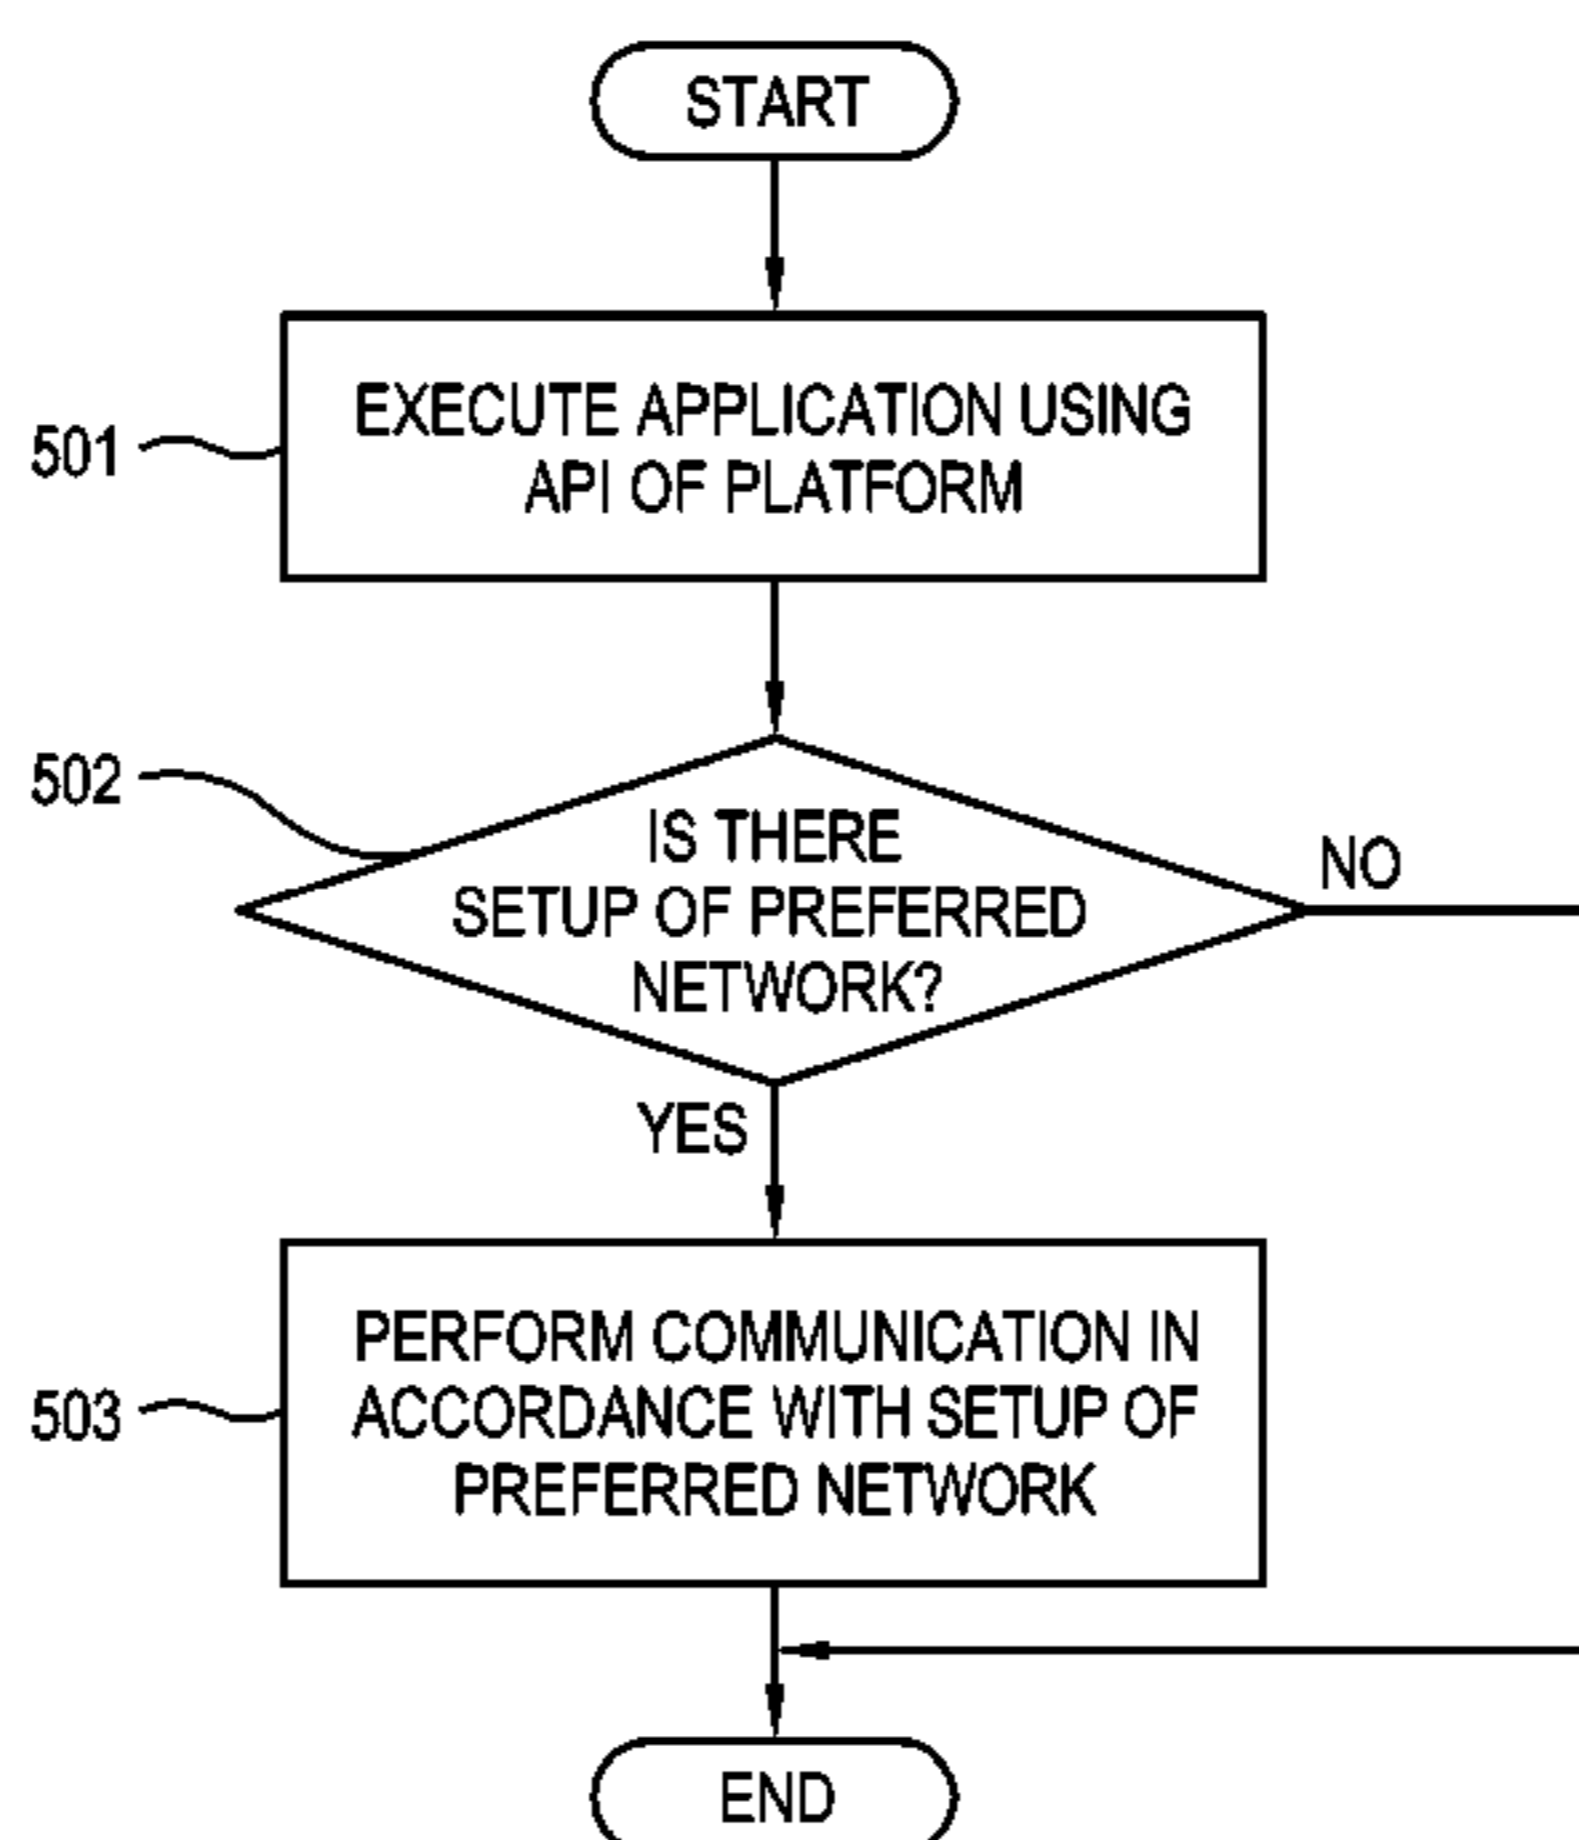 START
501
EXECUTE APPLICATION USING
API OF PLATFORM
502
IS THERE
SETUP OF PREFERRED
NETWORK?
NO
YES
503
PERFORM COMMUNICATION IN
ACCORDANCE WITH SETUP OF
PREFERRED NETWORK
END